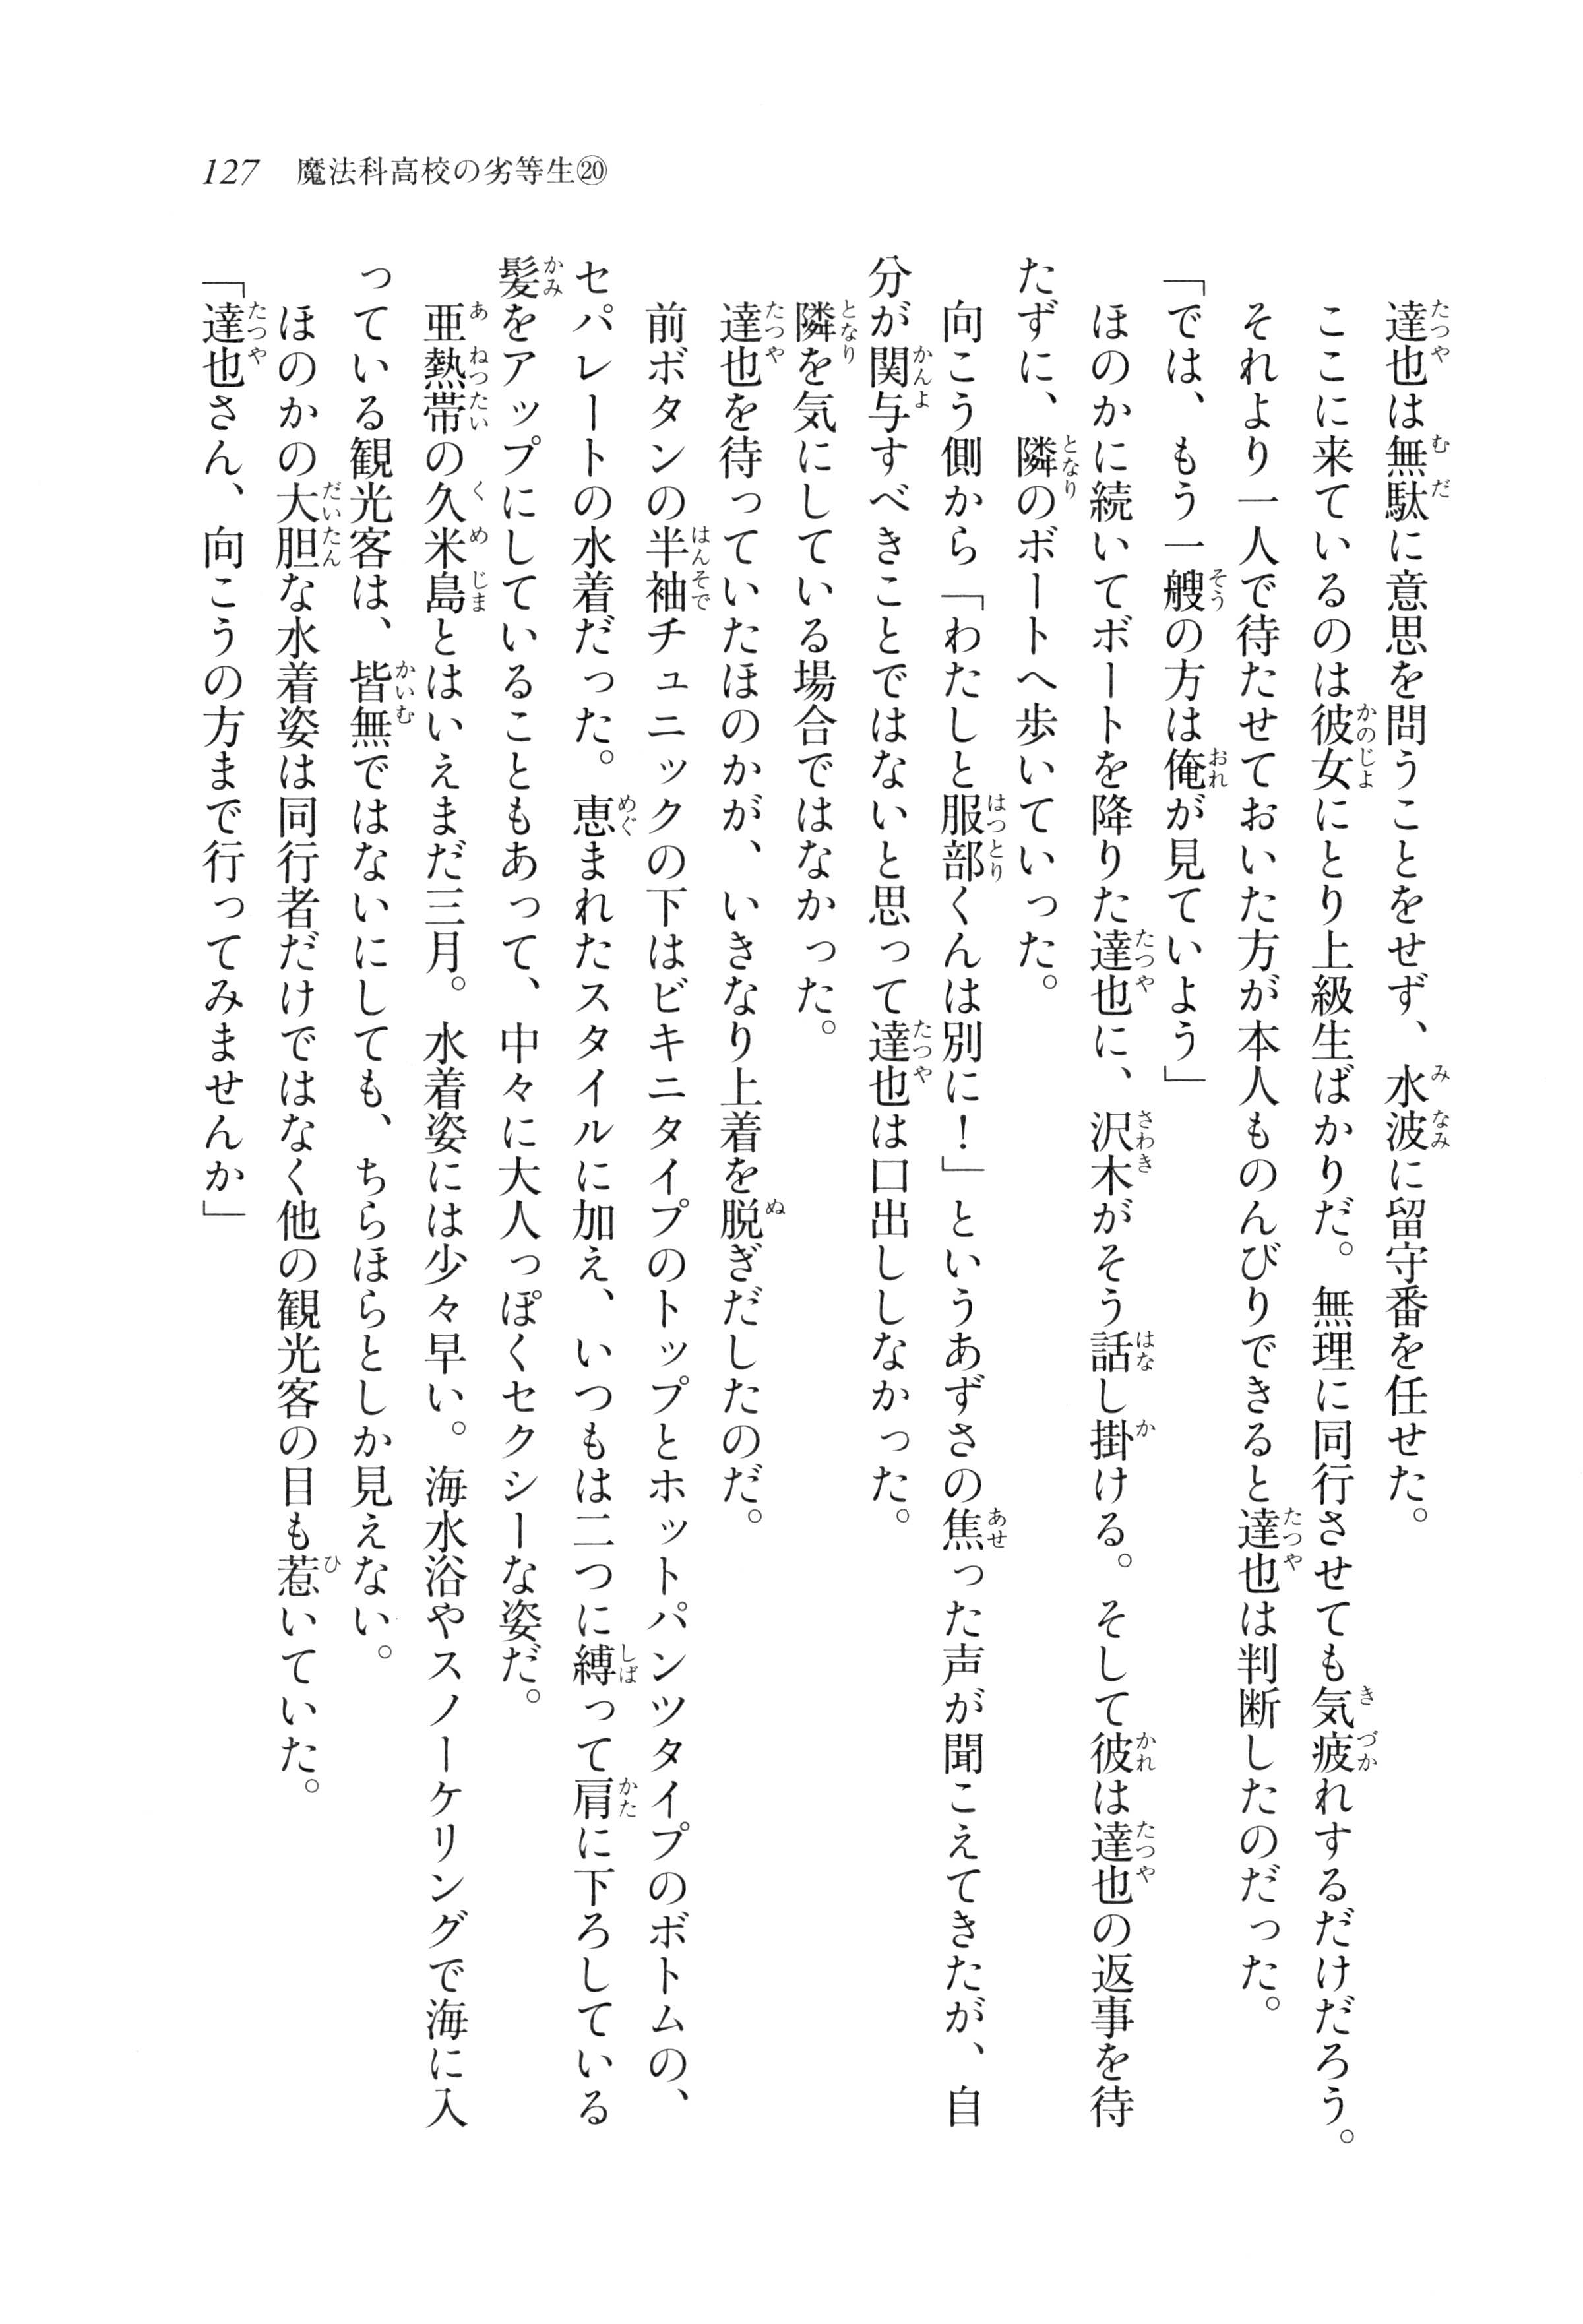 127 魔法科高校の劣等生⑳
達也は無駄に意思を問うことをせず、水波に留守番を任せた。
ここに来ているのは彼女にとり上級生ばかりだ。無理に同行させても気疲れするだけだろう。
それより一人で待たせておいた方が本人ものんびりできると達也は判断したのだった。
「では、もう一艘の方は俺が見ていよう」
ほのかに続いてボートを降りた達也に、沢木がそう話し掛ける。そして彼は達也の返事を待
たずに、隣のボートへ歩いていった。
向こう側から「わたしと服部くんは別に！」というあずさの焦った声が聞こえてきたが、自
分が関与すべきことではないと思って達也は口出ししなかった。
隣を気にしている場合ではなかった。
達也を待っていたほのかが、いきなり上着を脱ぎだしたのだ。
前ボタンの半袖チュニックの下はビキニタイプのトップとホットパンツタイプのボトムの、
セパレートの水着だった。恵まれたスタイルに加え、いつもは二つに縛って肩に下ろしている
髪をアップにしていることもあって、中々に大人っぽくセクシーな姿だ。
亜熱帯の久米島とはいえまだ三月。水着姿には少々早い。海水浴やスノーケリングで海に入
っている観光客は、皆無ではないにしても、ちらほらとしか見えない。
ほのかの大胆な水着姿は同行者だけではなく他の観光客の目も惹いていた。
「達也さん、向こうの方まで行ってみませんか」